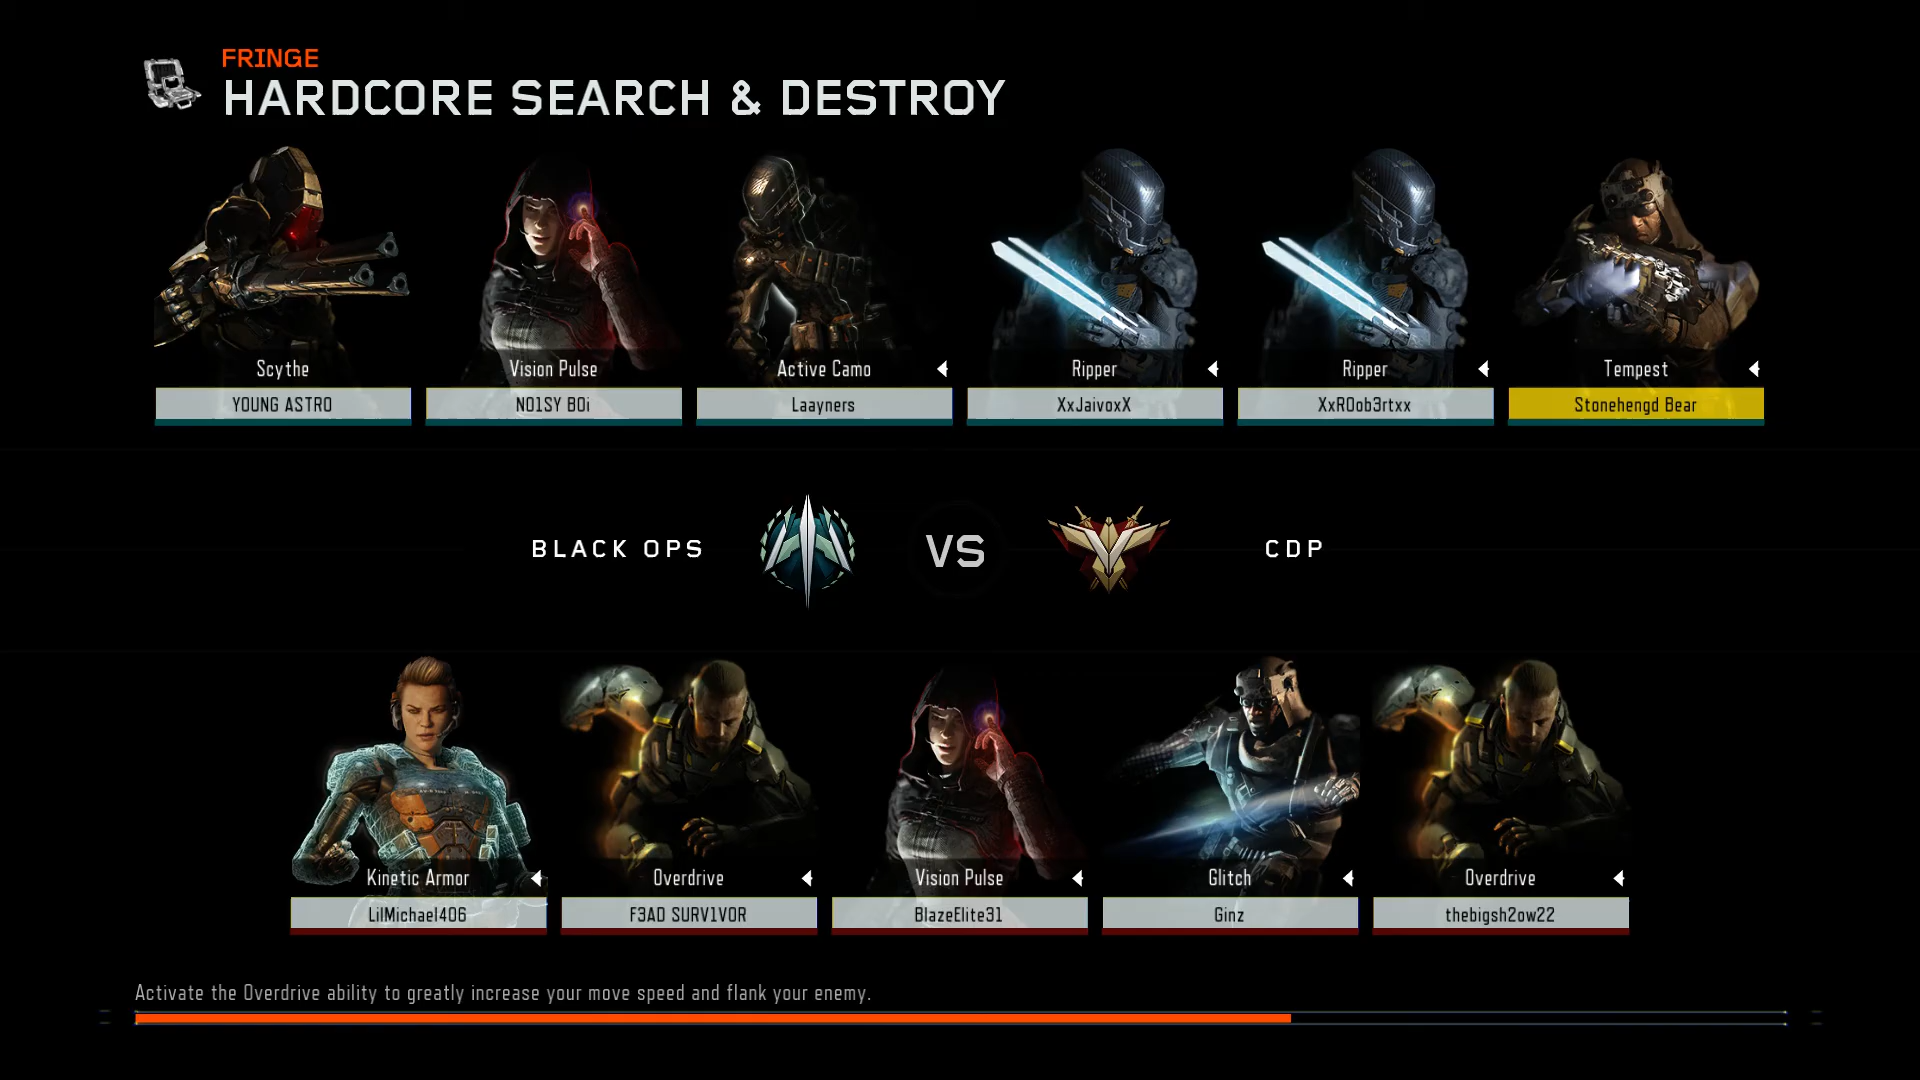 FRINGE
HARDCORE SEARCH & DESTROY
Scythe
Vision Pulse
Active Camo
Ripper
Ripper
Tempest
YOUNG ASTRO
NO1SY BOi
Laayners
XxJaivoxX
XxR0ob3rtxx
Stonehengd Bear
BLACK OPS
VS
CDP
Kinetic Armor
Overdrive
Vision Pulse
Glitch
Overdrive
LilMichael406
F3AD SURV1VOR
BlazeElite31
Ginz
thebigsh2ow22
Activate the Overdrive ability to greatly increase your move speed and flank your enemy.